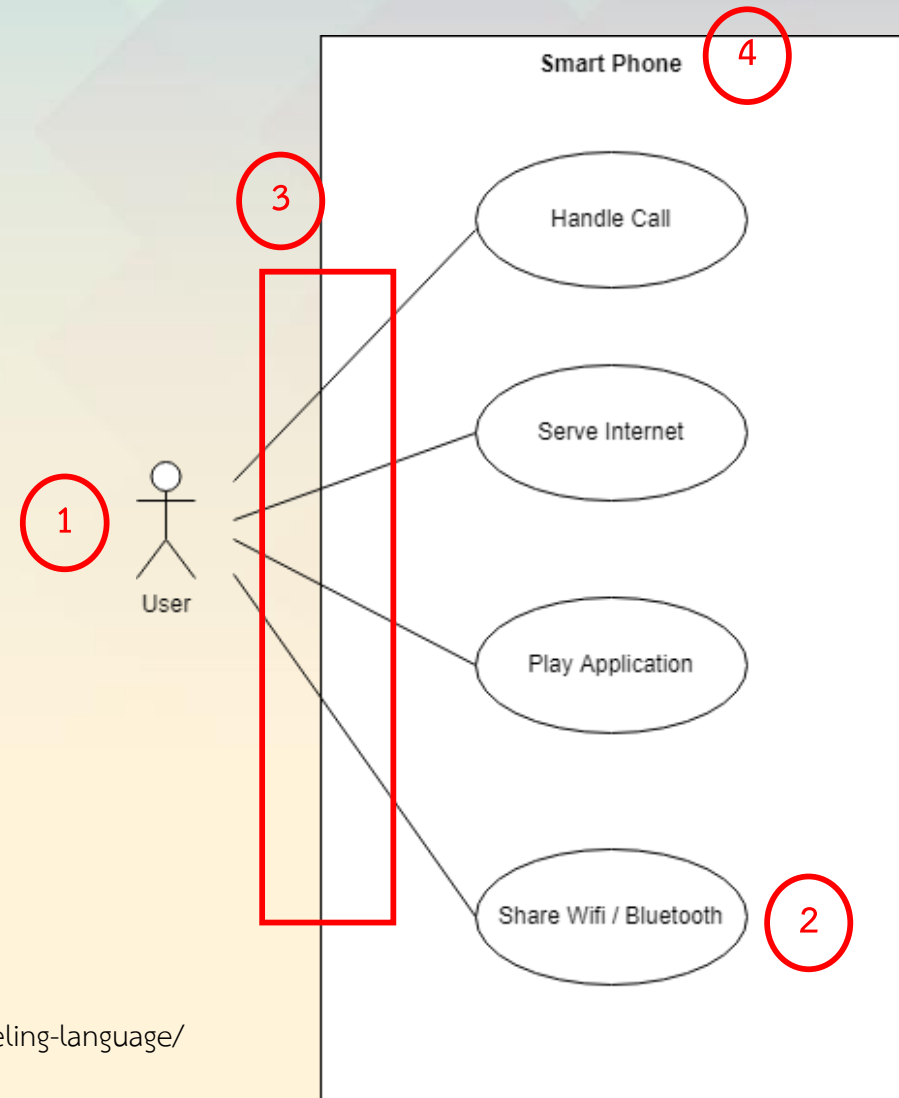 4
Smart Phone
3
Handle Call
Serve Internet
1
User
Play Application
Share Wifi / Bluetooth
2
eling-language/